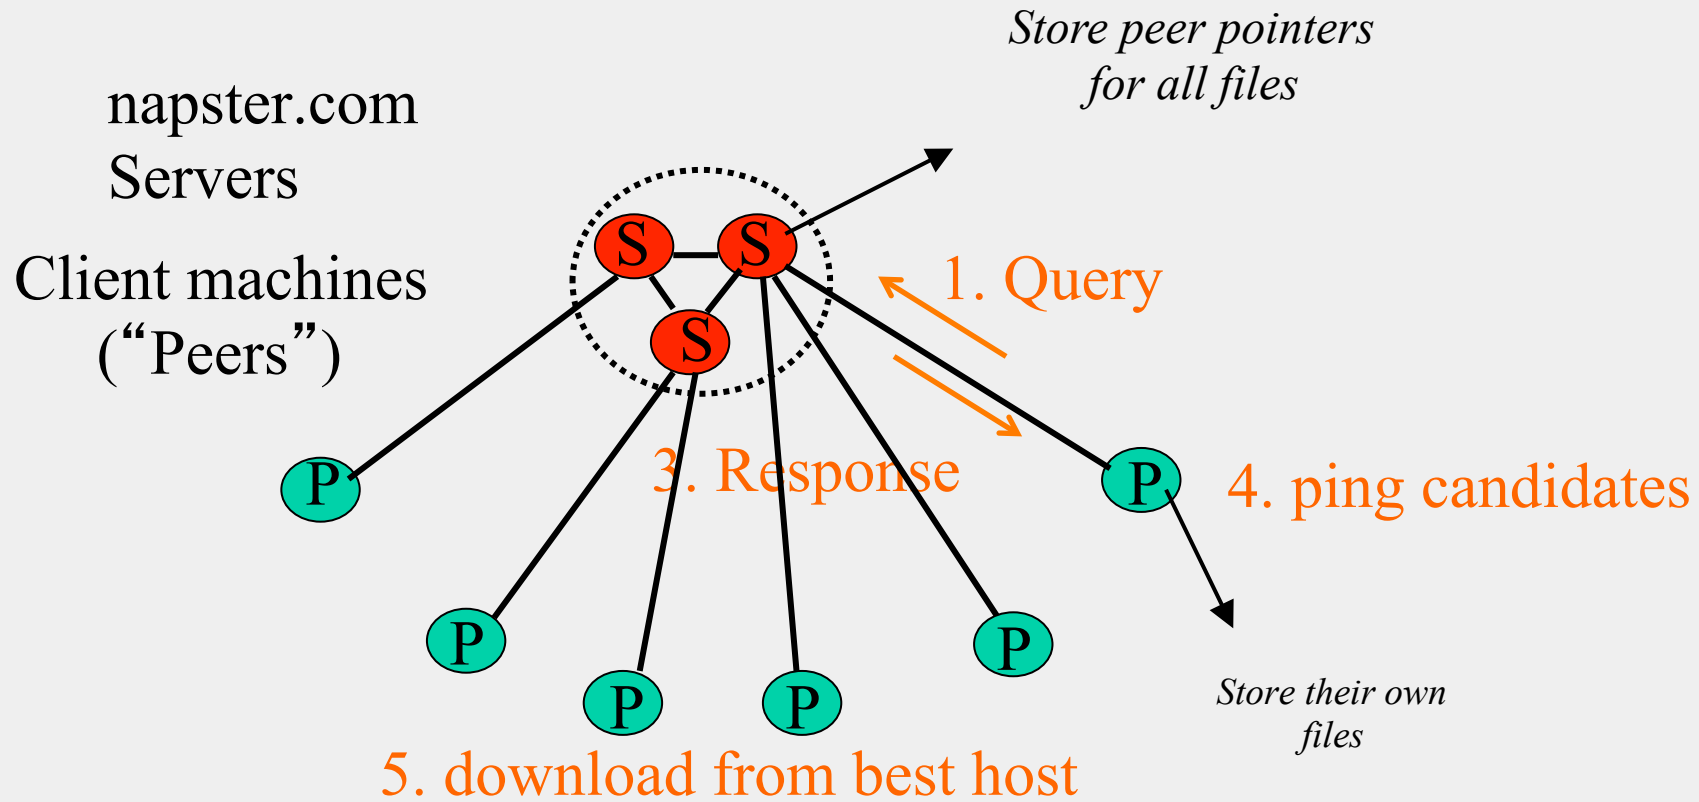 Store peer pointers
for all files
napster.com
Servers
Client machines
(“Peers”)
S
S
S
1. Query
3. Response
P
P
4. ping candidates
P
P
P
P
Store their own
files
5. download from best host